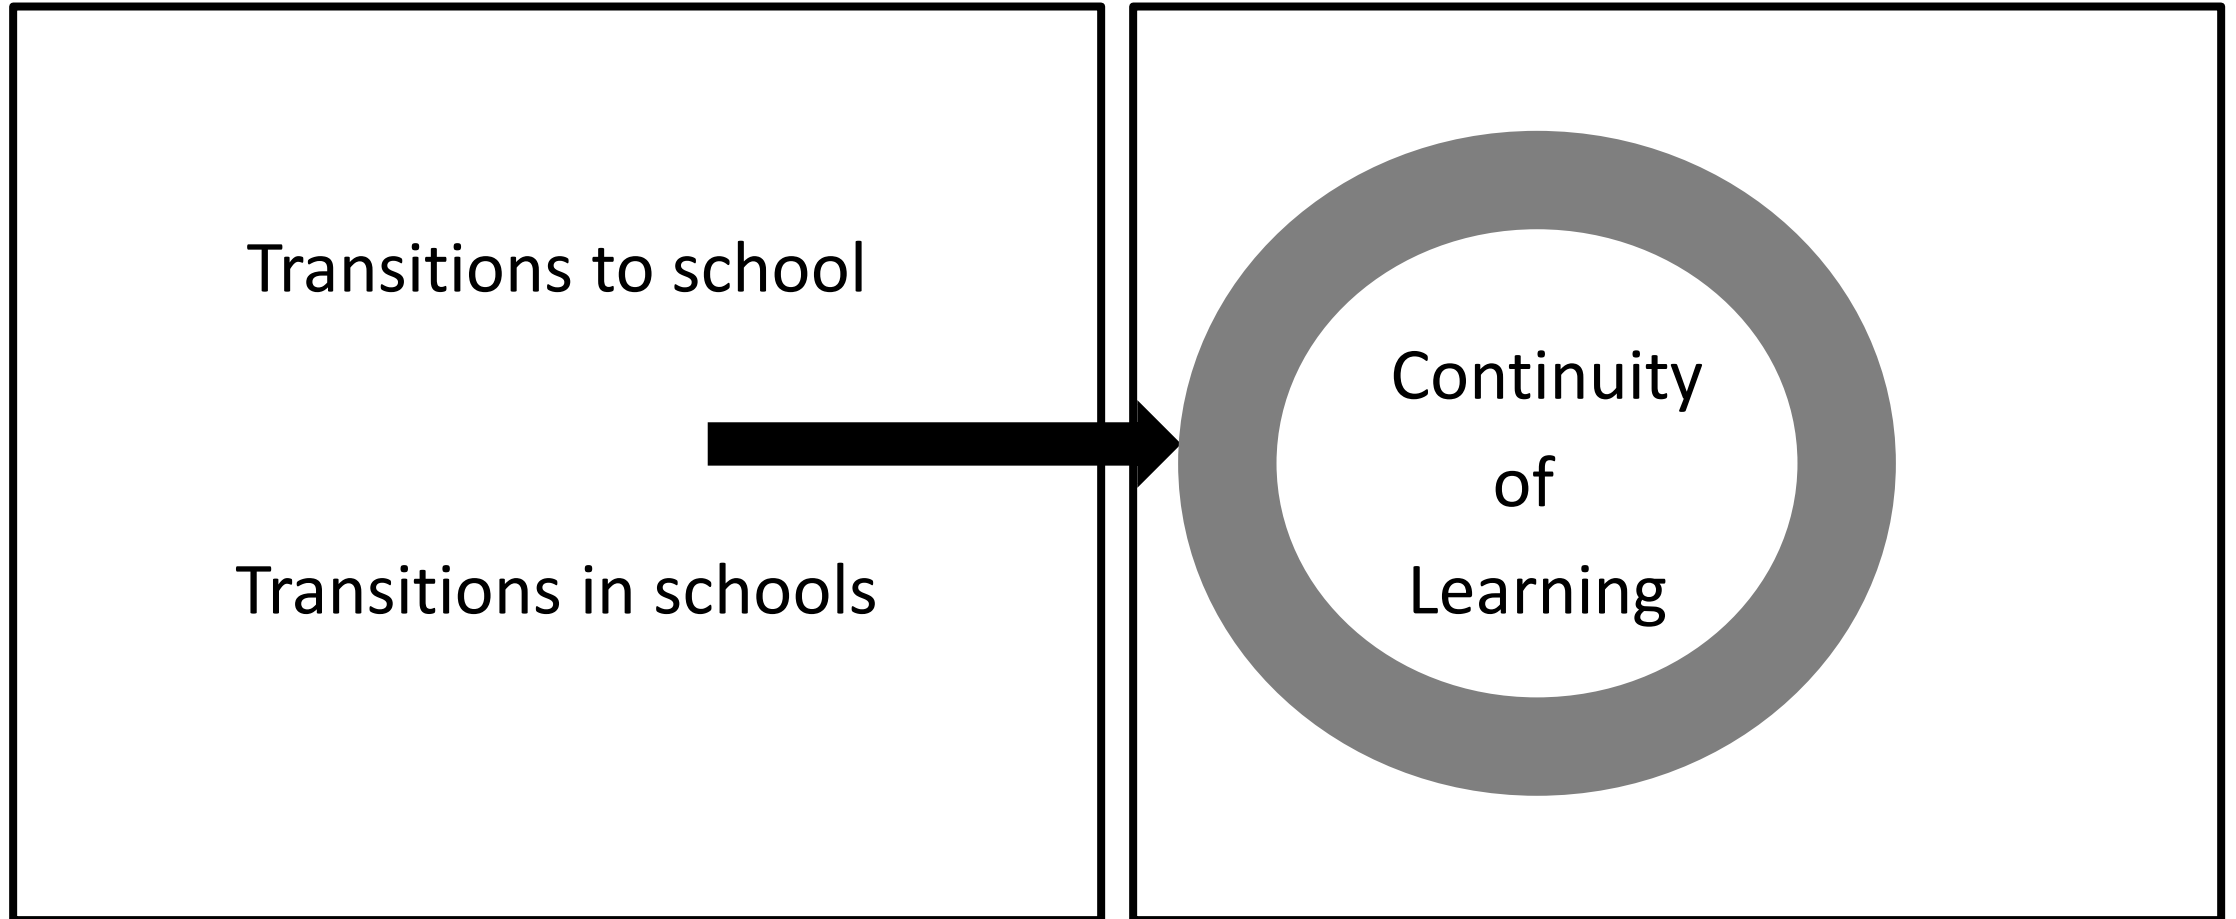 Transitions to school
Transitions in schools
Continuity
of
Learning